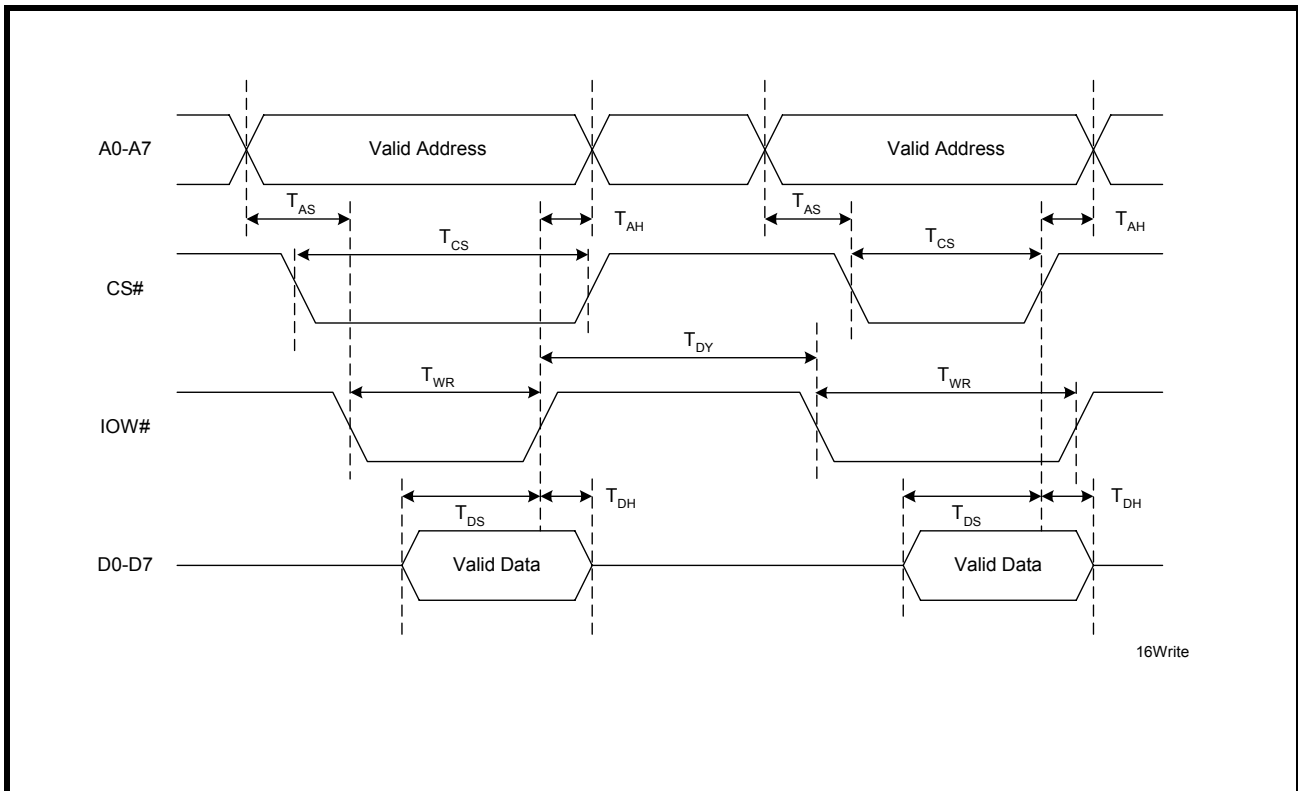 A0-A7 Valid Address Valid Address
TAS TAH TAS TAH
TCS TCS
CS#
TDY
TWR TWR
IOW#
TDS TDH TDS TDH
D0-D7 Valid Data Valid Data
16Write